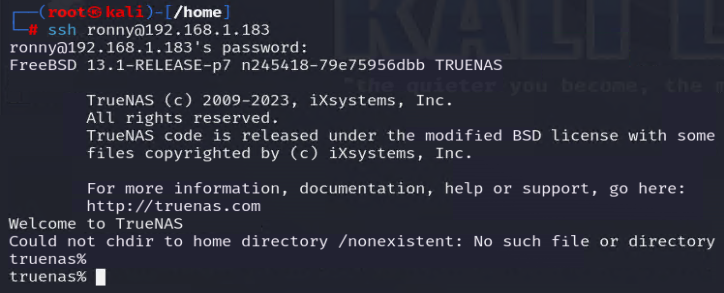 (root㉿kali)-[/home]
# ssh ronny@192.168.1.183
ronny@192.168.1.183's password:
FreeBSD 13.1-RELEASE-p7 n245418-79e75956dbb TRUENAS
TrueNAS (c) 2009-2023, iXsystems, Inc.
All rights reserved.
TrueNAS code is released under the modified BSD license with some
files copyrighted by (c) iXsystems, Inc.
For more information, documentation, help or support, go here:
http://truenas.com
Welcome to TrueNAS
Could not chdir to home directory /nonexistent: No such file or directory
truenas%
truenas%
KALI L
"the quieter you become, the m